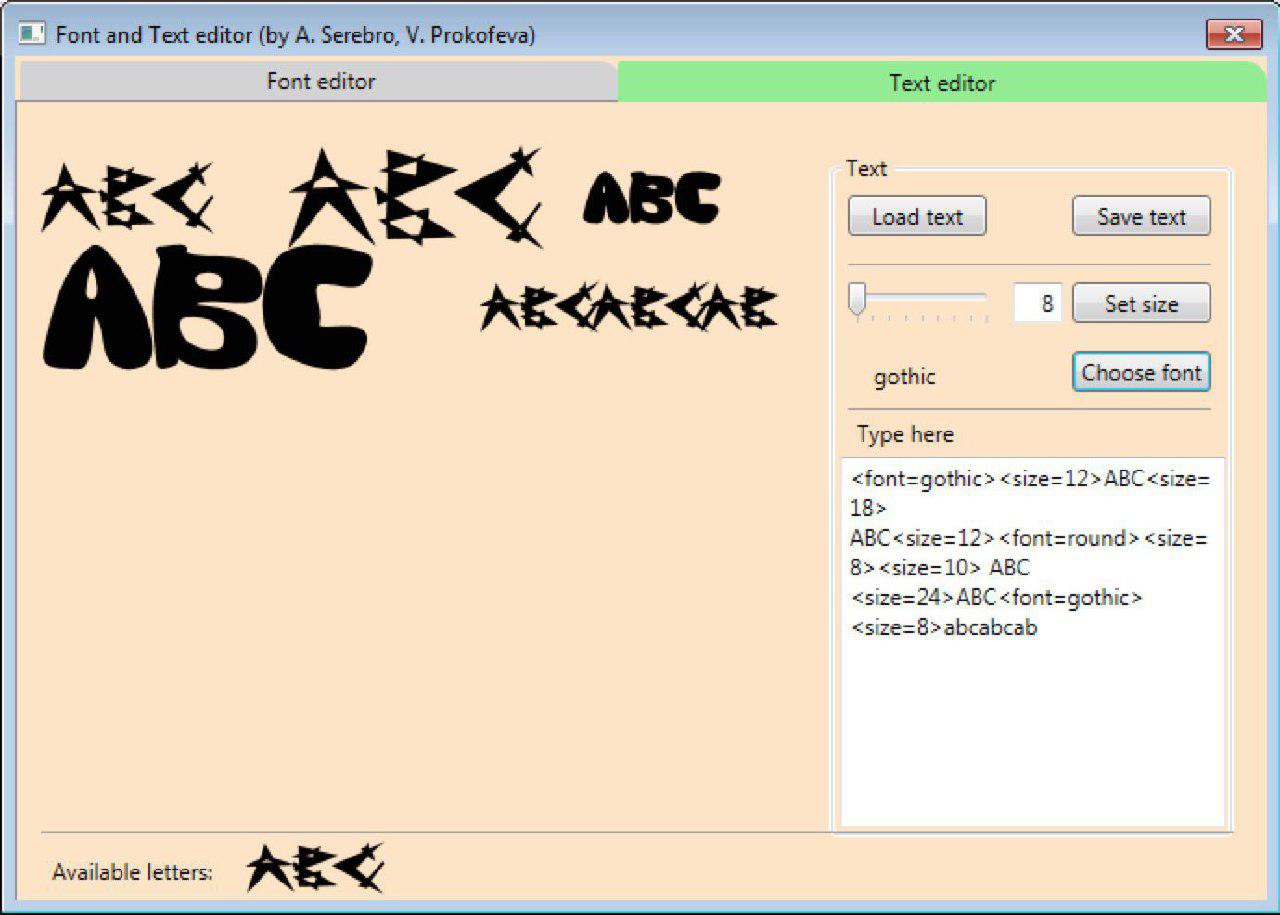 Font and Text editor (by A. Serebro, V. Prokofeva)
Font editor
Text editor
ABC ABC ABC
ABC ABCABCAB
Text
Load text
Save text
8
Set size
gothic
Choose font
Type here
<font=gothic><size=12>ABC<size=
18>
ABC<size=12><font=round><size=
8><size=10> ABC
<size=24>ABC<font=gothic>
<size=8>abcabcab
Available letters: ABC